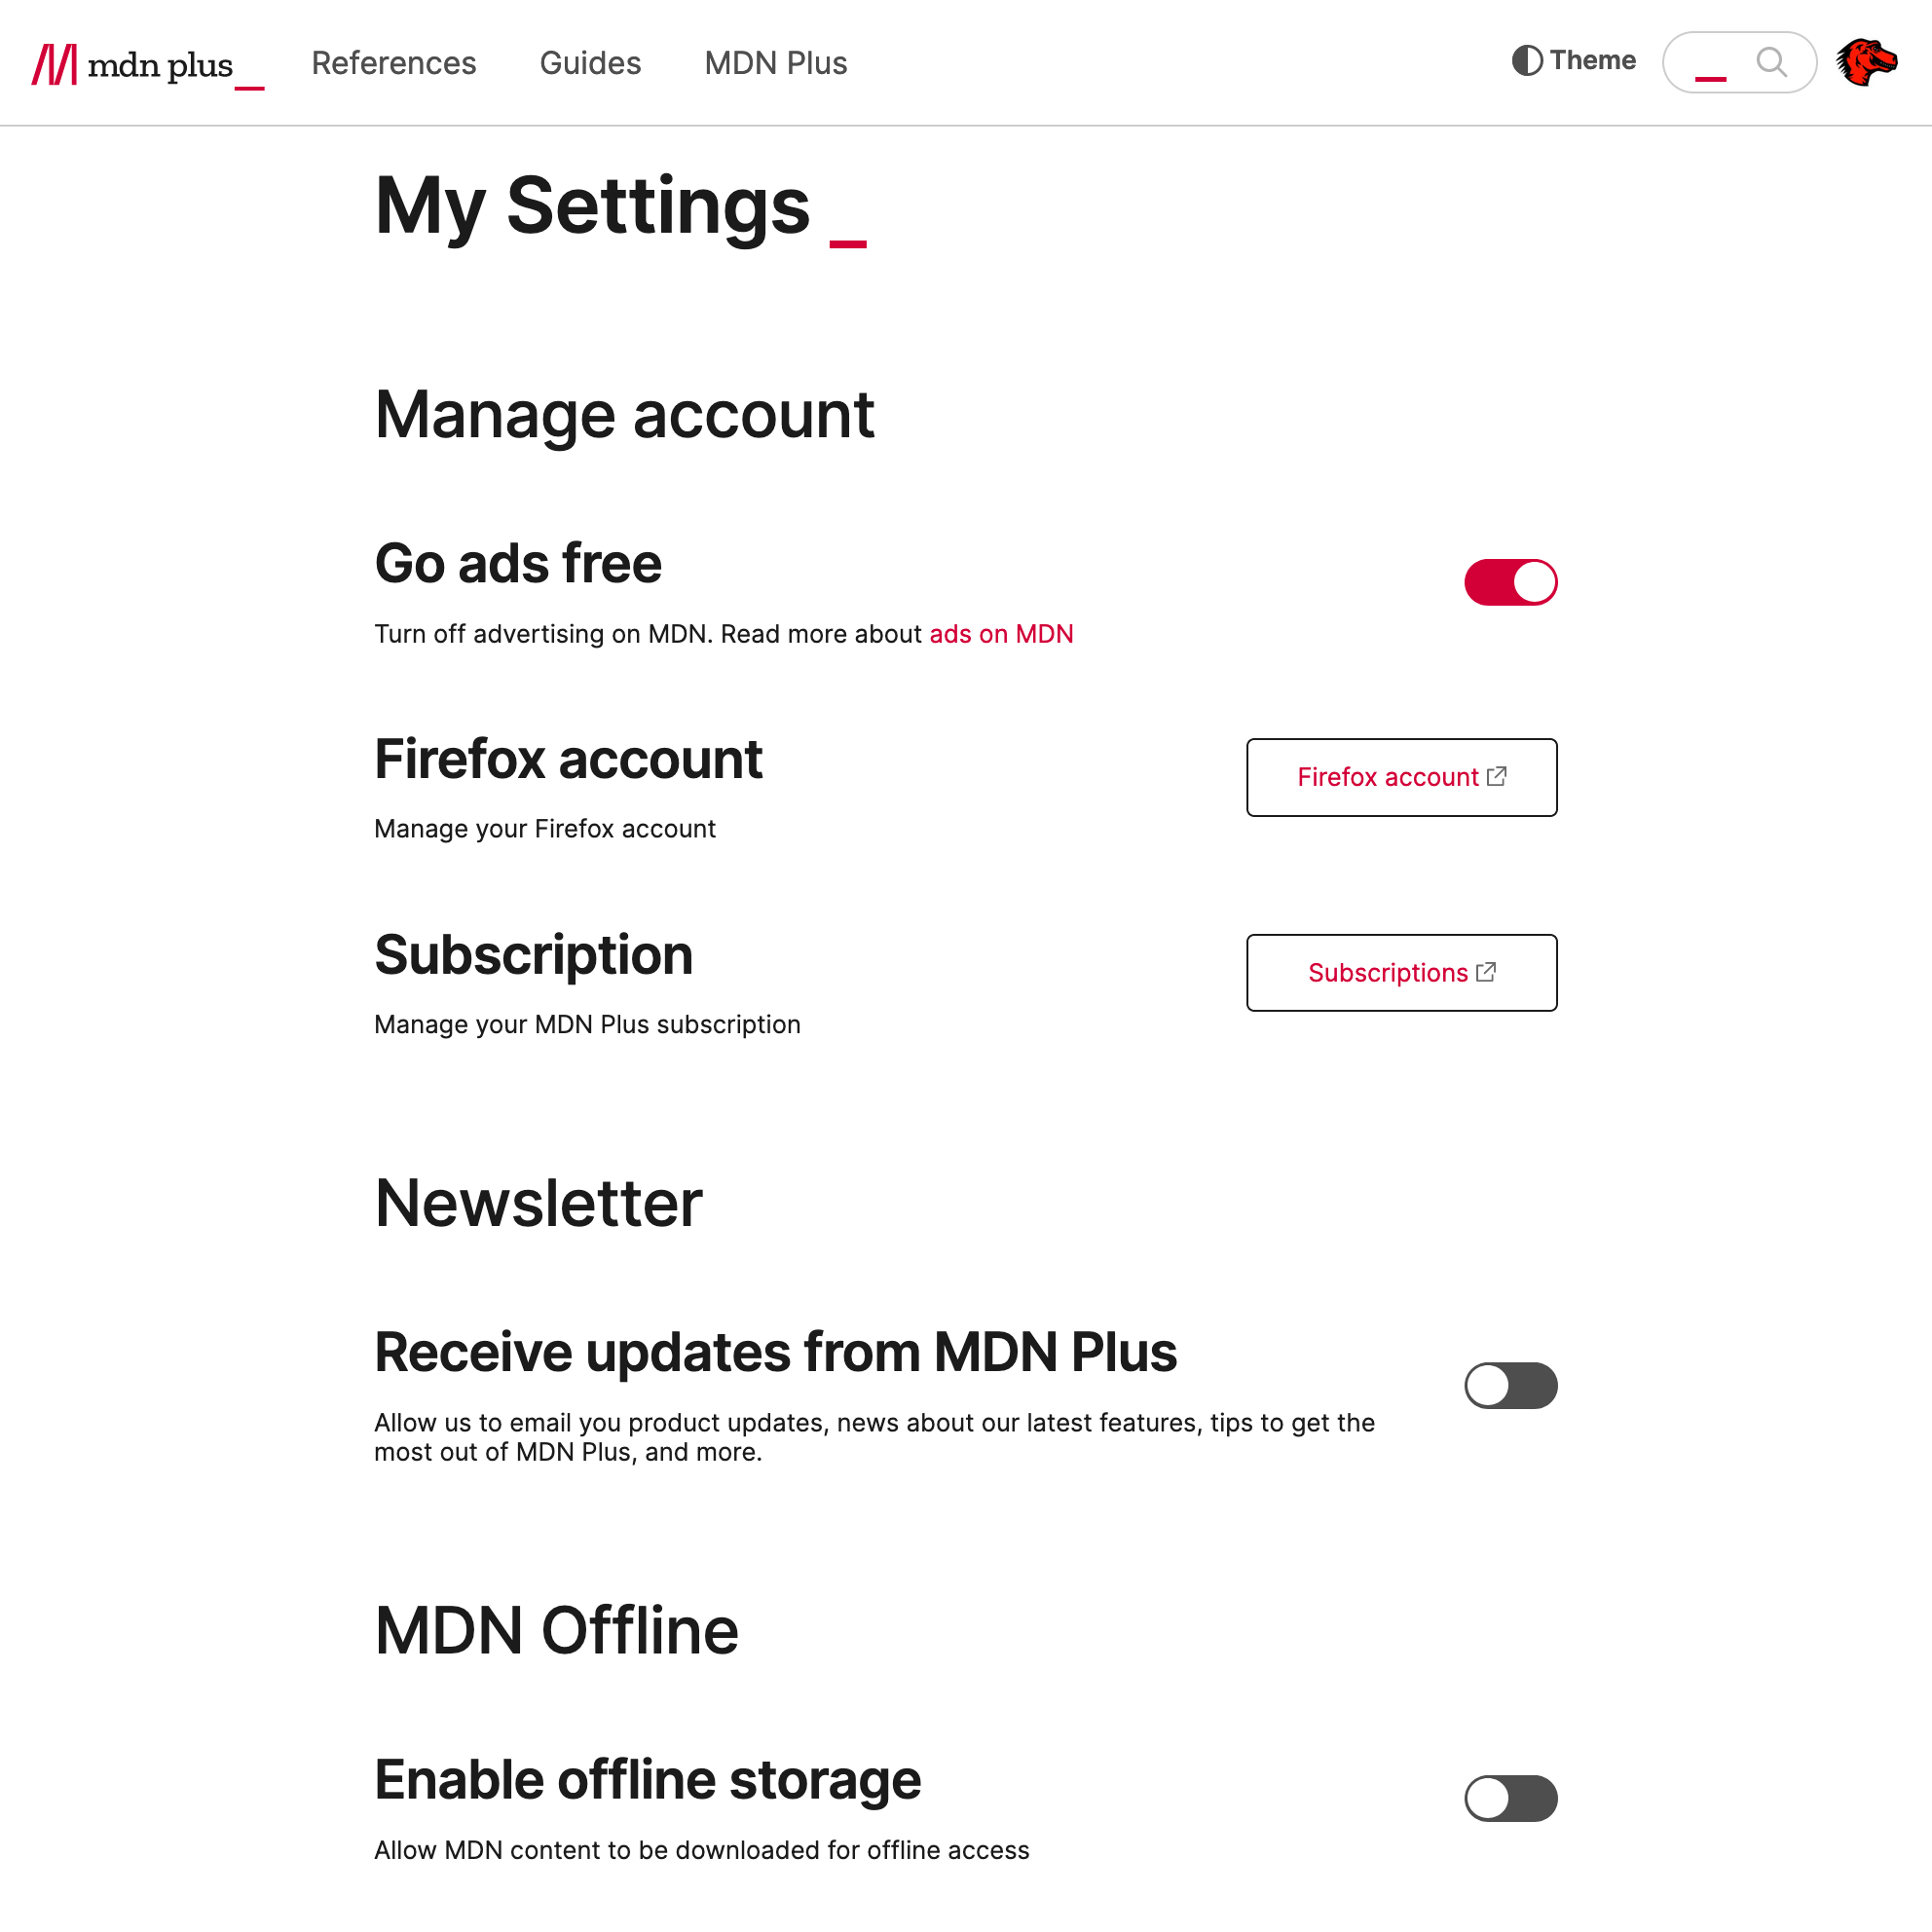 mdn plus_
References
Guides
MDN Plus
Theme
My Settings _
Manage account
Go ads free
Turn off advertising on MDN. Read more about ads on MDN
Firefox account
Firefox account
Manage your Firefox account
Subscription
Subscriptions
Manage your MDN Plus subscription
Newsletter
Receive updates from MDN Plus
Allow us to email you product updates, news about our latest features, tips to get the
most out of MDN Plus, and more.
MDN Offline
Enable offline storage
Allow MDN content to be downloaded for offline access